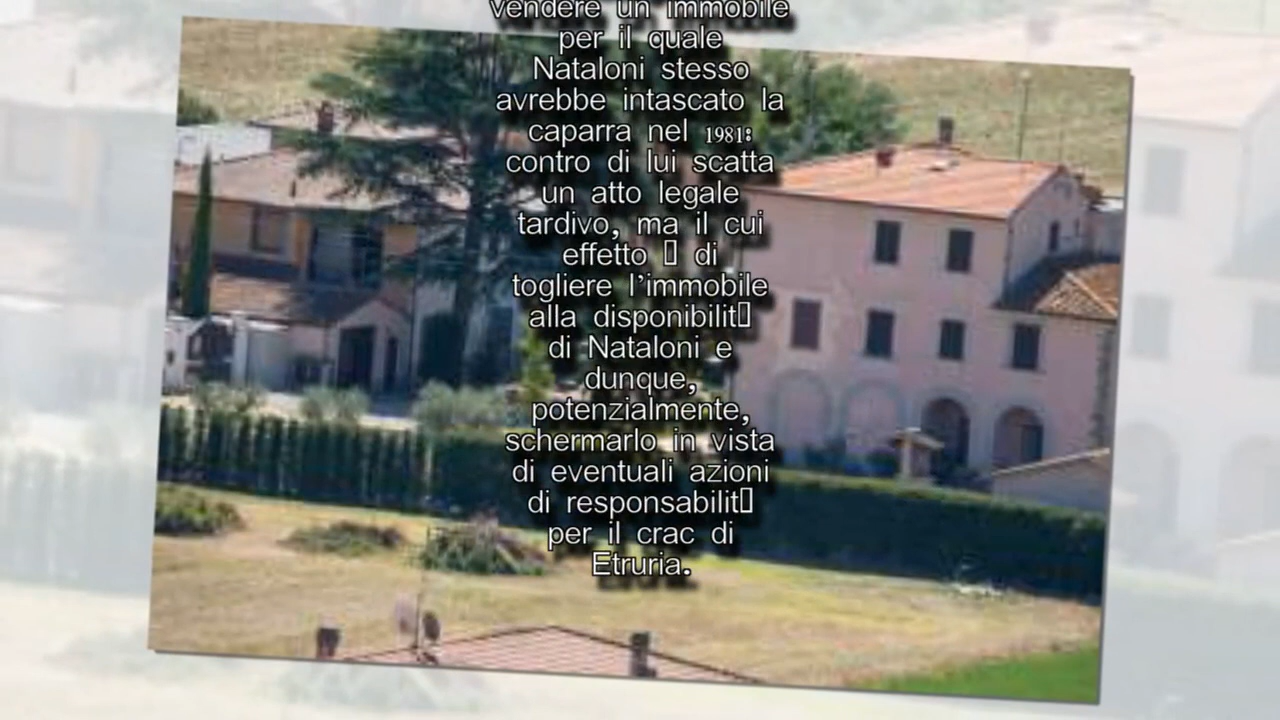 vendere un immobile
per il quale
Nataloni stesso
avrebbe intascato la
caparra nel 1981:
contro di lui scatta
un atto legale
tardivo, ma il cui
effetto � di
togliere l'immobile
alla disponibilit�
di Nataloni e
dunque,
potenzialmente,
schermarlo in vista
di eventuali azioni
di responsabilit�
per il crac di
Etruria.